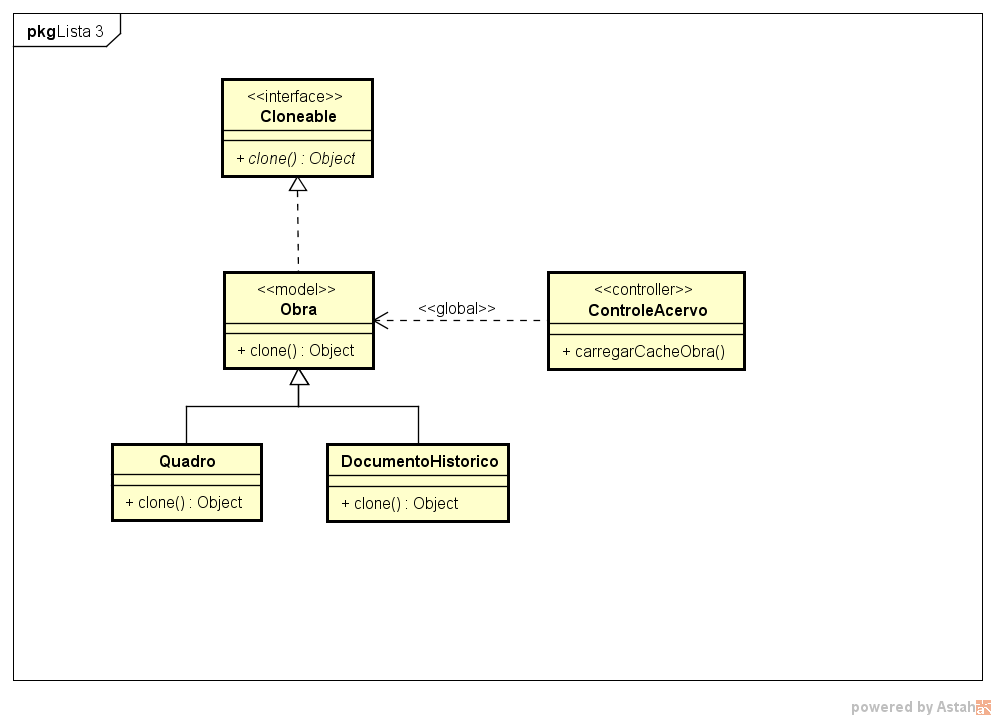 pkg Lista 3
<<interface>>
Cloneable
+ clone() : Object
<<model>>
Obra
+ clone() : Object
<<global>>
<<controller>>
ControleAcervo
+ carregarCacheObra()
Quadro
+ clone() : Object
DocumentoHistorico
+ clone() : Object
powered by Astah